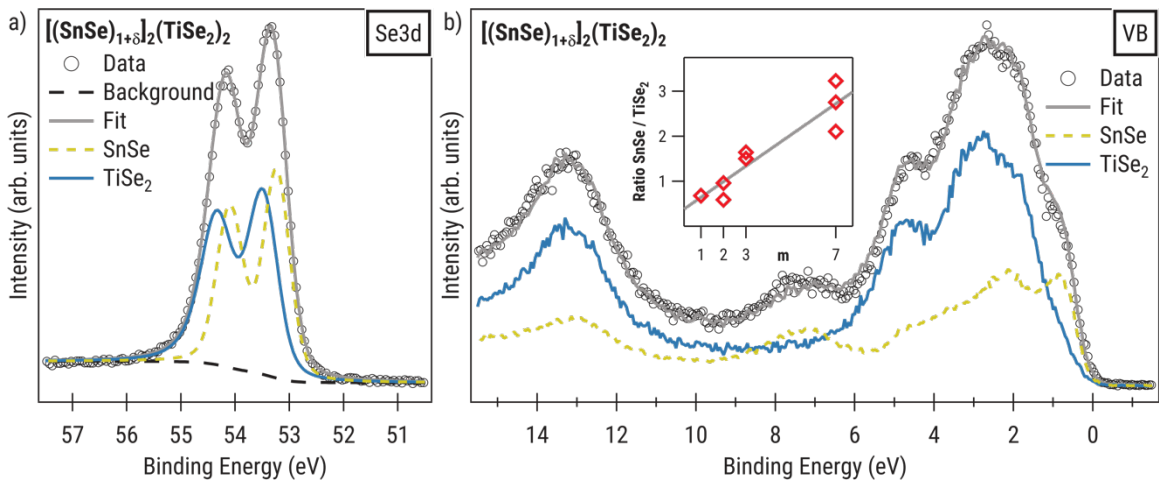 a)
[(SnSe)1+δ]2(TiSe2)2
Se3d
Data
Background
Fit
SnSe
TiSe2
Intensity (arb. units)
57 56 55 54 53 52 51
Binding Energy (eV)
b)
[(SnSe)1+δ]2(TiSe2)2
VB
Data
Fit
SnSe
TiSe2
Ratio SnSe / TiSe2
3
2
1
1 2 3 m 7
Intensity (arb. units)
14 12 10 8 6 4 2 0
Binding Energy (eV)